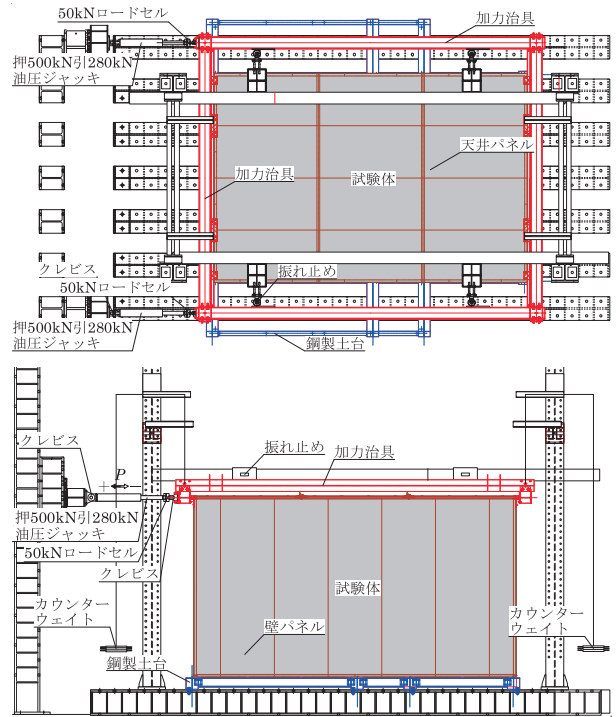 50kNロードセル
加力治具
押500kN引280kN
油圧ジャッキ
天井パネル
加力治具
試験体
クレビス
振れ止め
50kNロードセル
押500kN引280kN
油圧ジャッキ
鋼製土台
クレビス
振れ止め
加力治具
P
+ -
押500kN引280kN
油圧ジャッキ
50kNロードセル
クレビス
試験体
カウンター
ウェイト
カウンター
ウェイト
壁パネル
鋼製土台